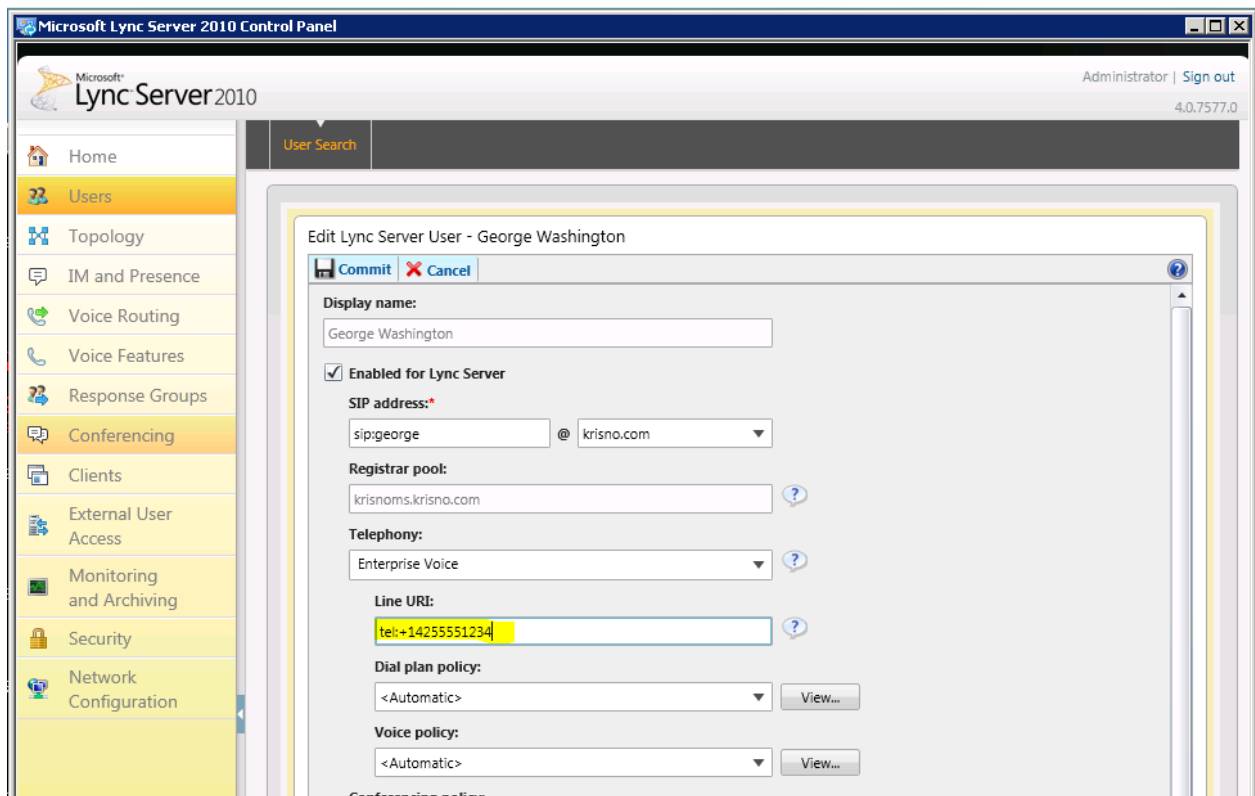 Microsoft Lync Server 2010 Control Panel
Microsoft®
Lync Server 2010
Administrator | Sign out
4.0.7577.0
Home
Users
Topology
IM and Presence
Voice Routing
Voice Features
Response Groups
Conferencing
Clients
External User
Access
Monitoring
and Archiving
Security
Network
Configuration
User Search
Edit Lync Server User - George Washington
Commit Cancel
Display name:
George Washington
Enabled for Lync Server
SIP address:*
sip:george @ krisno.com
Registrar pool:
krisnoms.krisno.com
Telephony:
Enterprise Voice
Line URI:
tel:+14255551234
Dial plan policy:
<Automatic> View...
Voice policy:
<Automatic> View...
Conferencing policy: